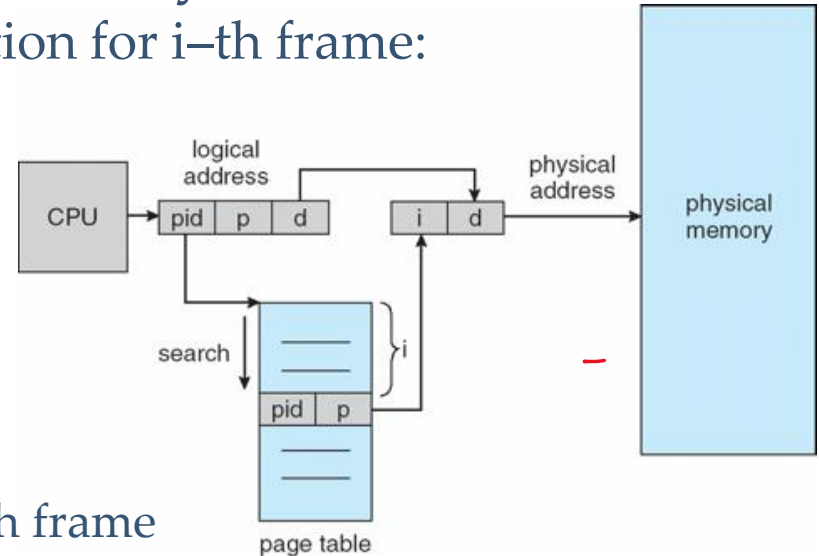 tion for i–th frame:
logical
address
physical
address
CPU
pid p d
i d
physical
memory
search
i
pid p
h frame
page table